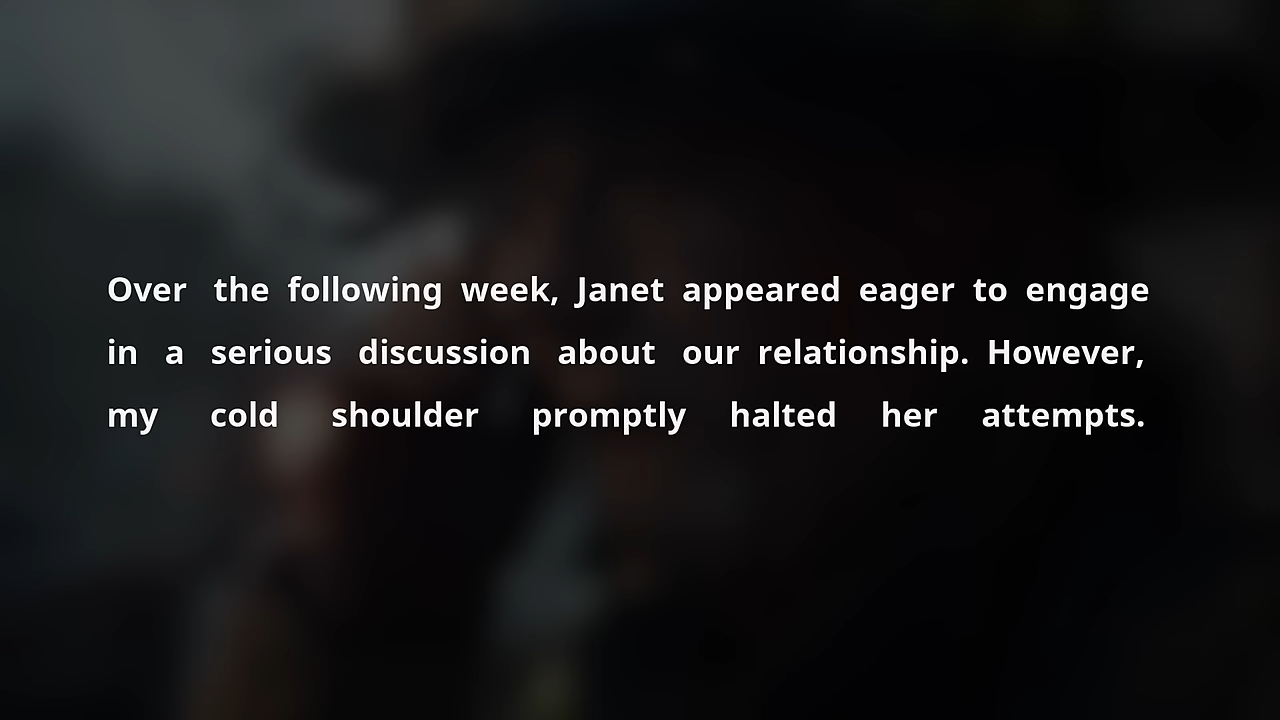 Over the following week, Janet appeared eager to engage
in a serious discussion about our relationship. However,
my cold shoulder promptly halted her attempts.